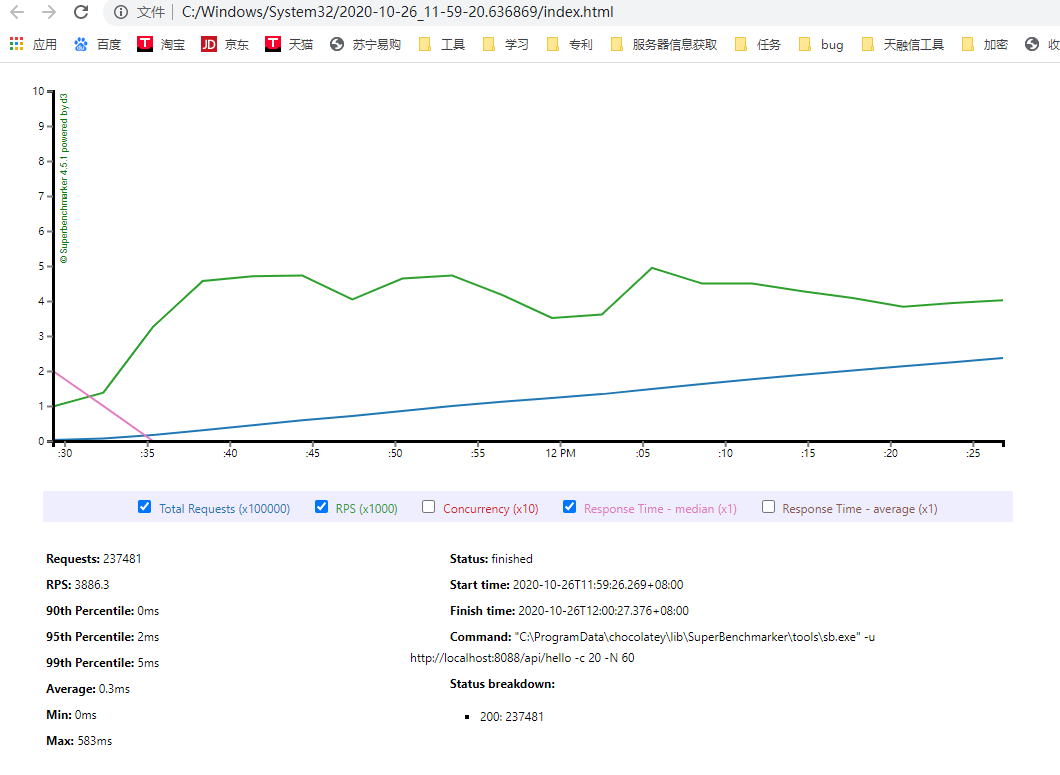 文件 C:/Windows/System32/2020-10-26_11-59-20.636869/index.html
应用 百度 淘宝 京东 天猫 苏宁易购 工具 学习 专利 服务器信息获取 任务 bug 天融信工具 加密 收
10
© Superbenchmarker 4.5.1 powered by d3
9
8
7
6
5
4
3
2
1
0
:30 :35 :40 :45 :50 :55 12 PM :05 :10 :15 :20 :25
Total Requests (x100000) RPS (x1000) Concurrency (x10) Response Time - median (x1) Response Time - average (x1)
Requests: 237481
RPS: 3886.3
90th Percentile: 0ms
95th Percentile: 2ms
99th Percentile: 5ms
Average: 0.3ms
Min: 0ms
Max: 583ms
Status: finished
Start time: 2020-10-26T11:59:26.269+08:00
Finish time: 2020-10-26T12:00:27.376+08:00
Command: "C:\ProgramData\chocolatey\lib\SuperBenchmarker\tools\sb.exe" -u
http://localhost:8088/api/hello -c 20 -N 60
Status breakdown:
200: 237481